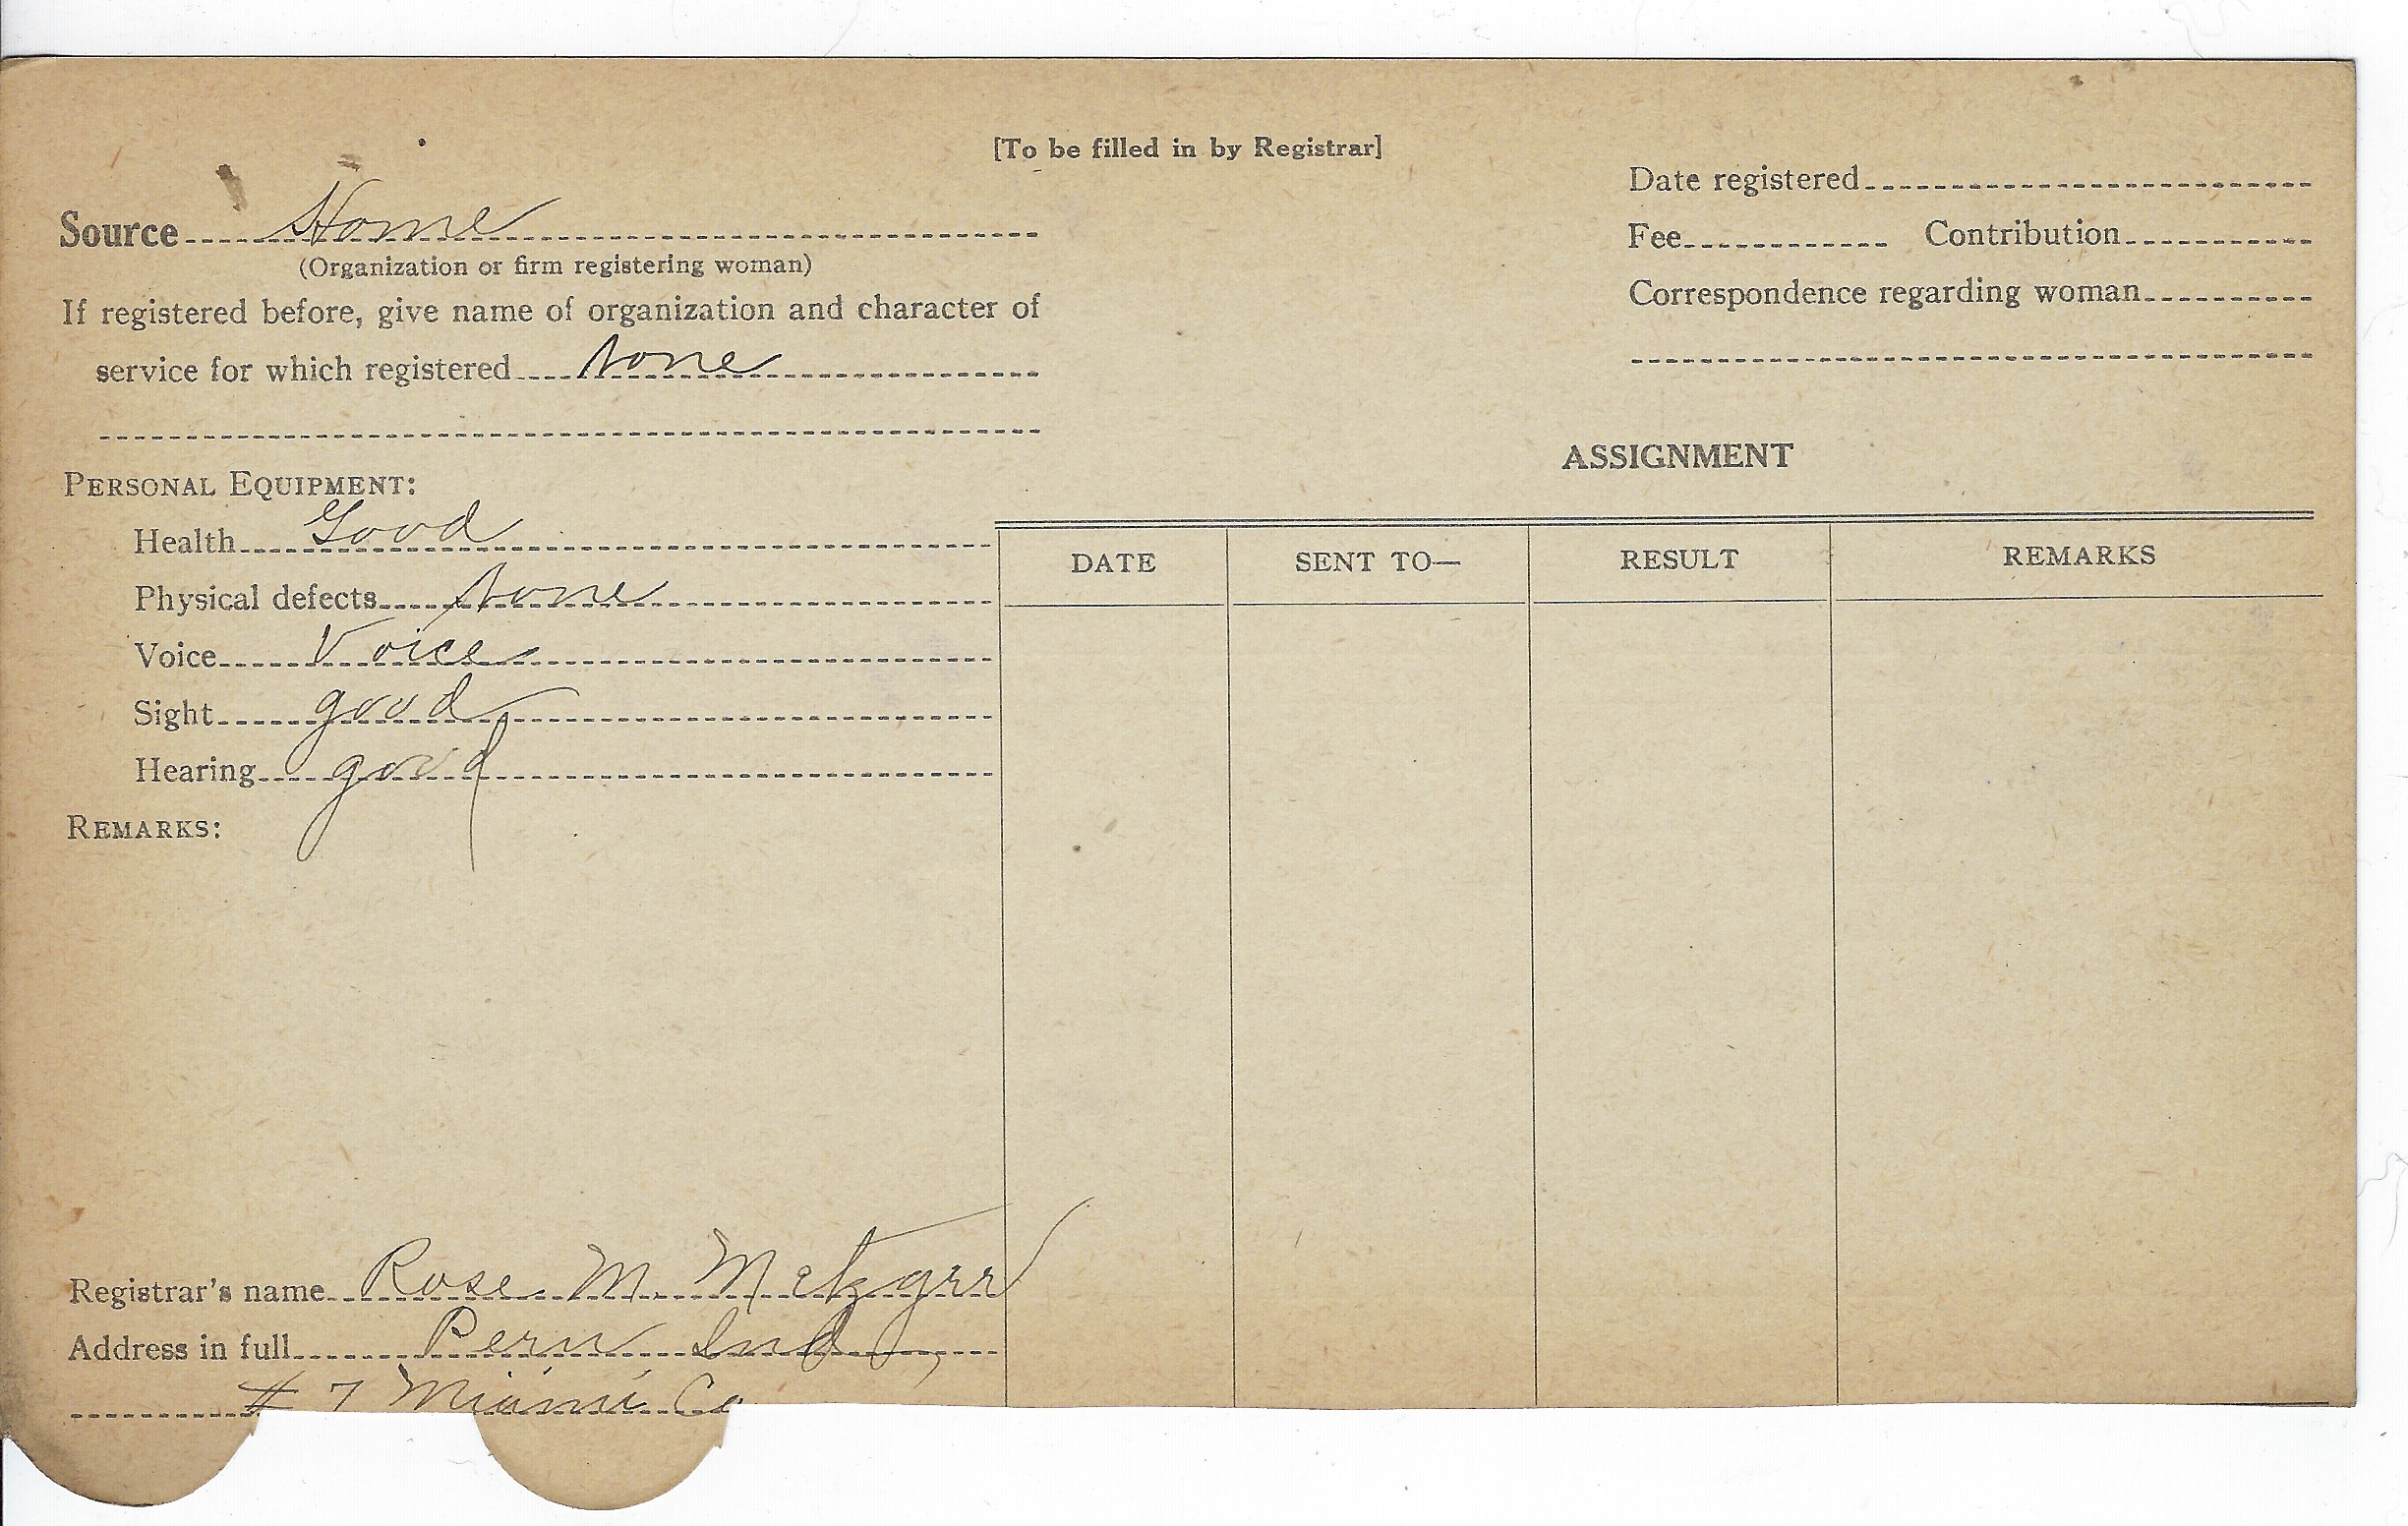 [To be filled in by Registrar]
Source Home
(Organization or firm registering woman)
If registered before, give name of organization and character of
service for which registered None
Date registered
Fee Contribution
Correspondence regarding woman
PERSONAL EQUIPMENT:
Health Good
Physical defects None
Voice Voice
Sight good
Hearing good
REMARKS:
ASSIGNMENT
DATE SENT TO— RESULT REMARKS
Registrar's name Rose M. Metzger
Address in full Peru Ind
# 7 Miami Co